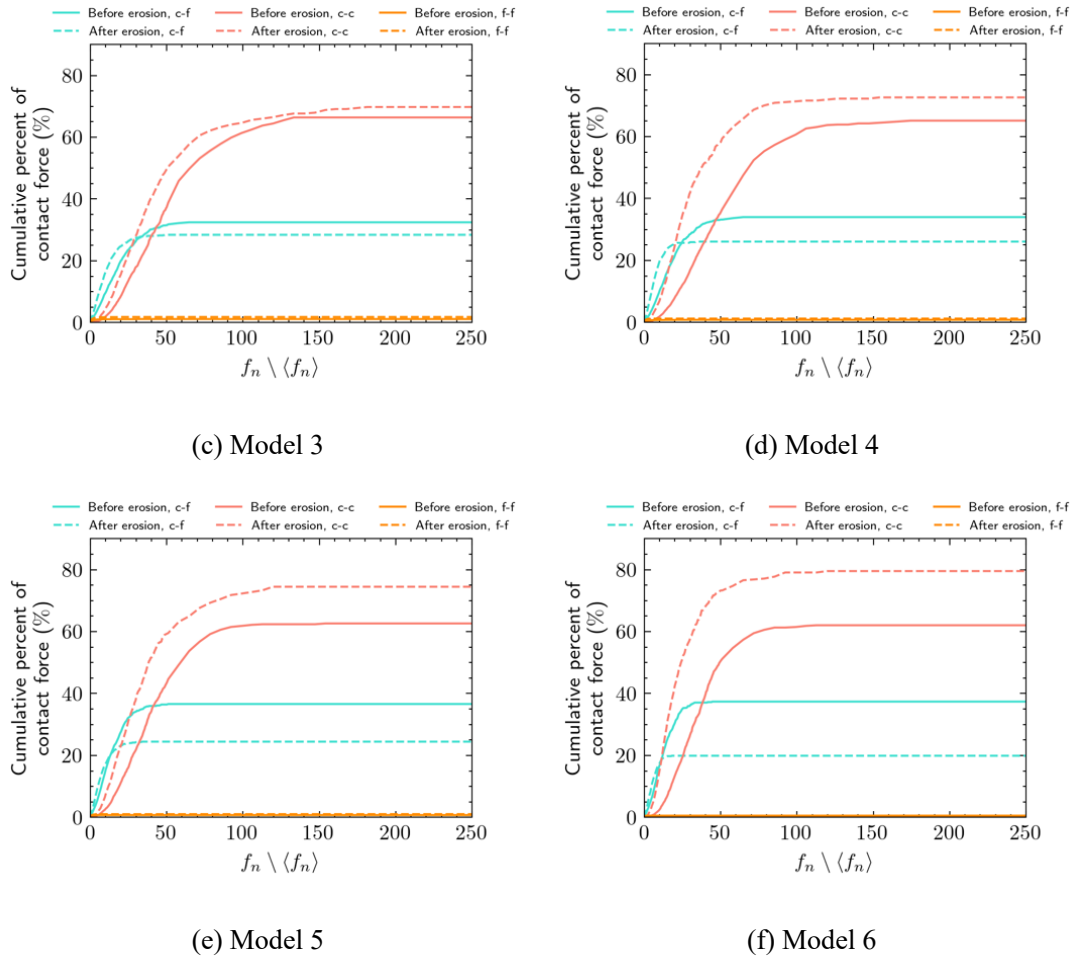 Before erosion, c-f Before erosion, c-c Before erosion, f-f
After erosion, c-f After erosion, c-c After erosion, f-f
Cumulative percent of
contact force (%)
80
60
40
20
0
0 50 100 150 200 250
f_n \ ⟨f_n⟩
(c) Model 3
Before erosion, c-f Before erosion, c-c Before erosion, f-f
After erosion, c-f After erosion, c-c After erosion, f-f
Cumulative percent of
contact force (%)
80
60
40
20
0
0 50 100 150 200 250
f_n \ ⟨f_n⟩
(d) Model 4
Before erosion, c-f Before erosion, c-c Before erosion, f-f
After erosion, c-f After erosion, c-c After erosion, f-f
Cumulative percent of
contact force (%)
80
60
40
20
0
0 50 100 150 200 250
f_n \ ⟨f_n⟩
(e) Model 5
Before erosion, c-f Before erosion, c-c Before erosion, f-f
After erosion, c-f After erosion, c-c After erosion, f-f
Cumulative percent of
contact force (%)
80
60
40
20
0
0 50 100 150 200 250
f_n \ ⟨f_n⟩
(f) Model 6